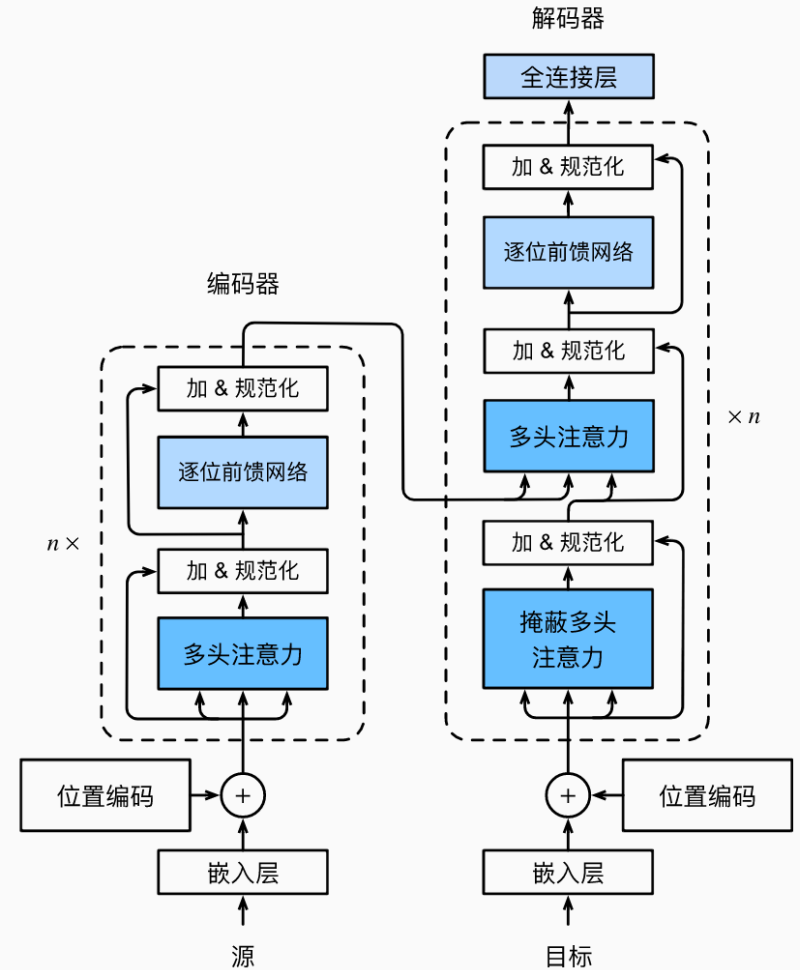 解码器
全连接层
加 & 规范化
逐位前馈网络
加 & 规范化
多头注意力
× n
加 & 规范化
掩蔽多头
注意力
位置编码
+
嵌入层
目标
编码器
加 & 规范化
逐位前馈网络
n ×
加 & 规范化
多头注意力
位置编码
+
嵌入层
源